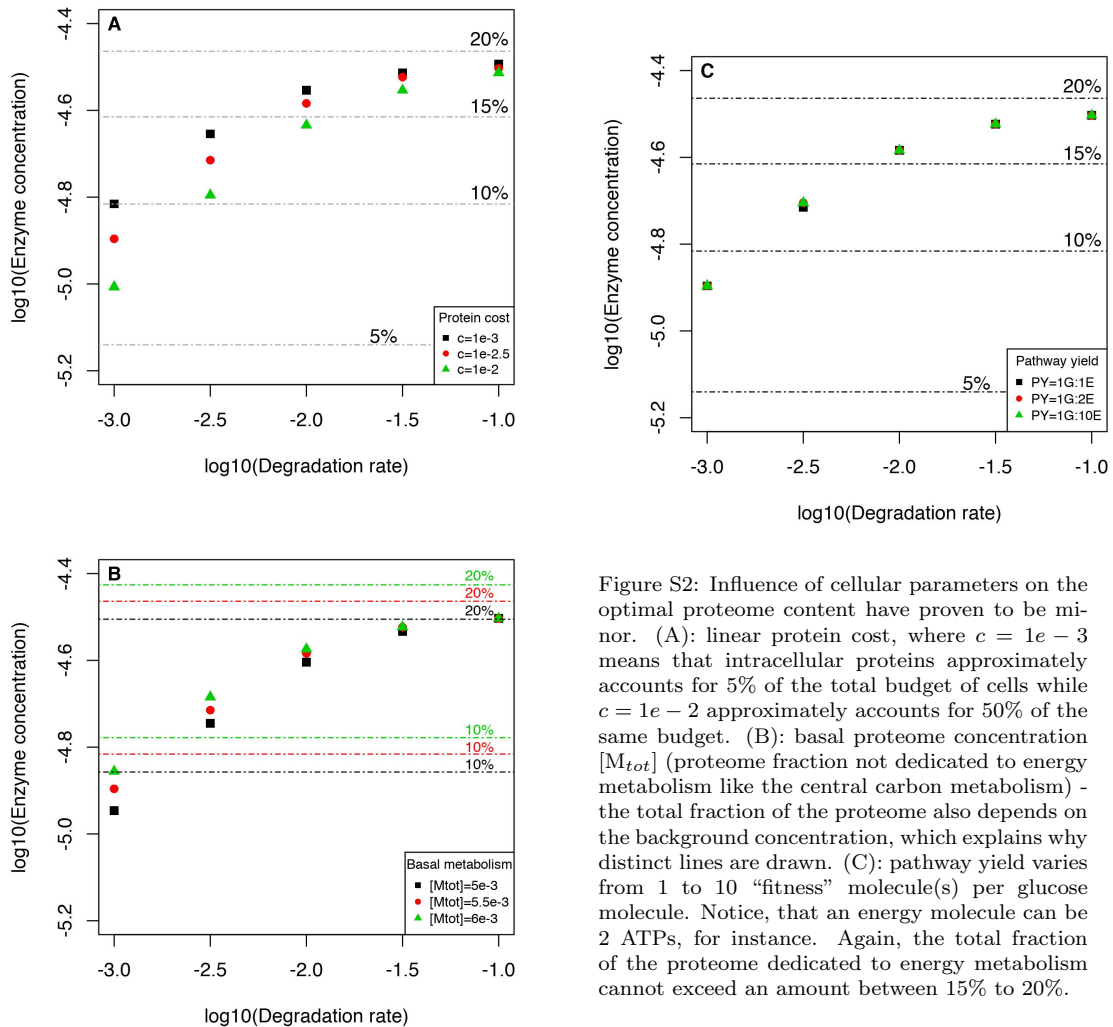 A
-4.4
-4.6
-4.8
-5.0
-5.2
log10(Enzyme concentration)
20%
15%
10%
5%
Protein cost
c=1e-3
c=1e-2.5
c=1e-2
-3.0 -2.5 -2.0 -1.5 -1.0
log10(Degradation rate)
C
-4.4
-4.6
-4.8
-5.0
-5.2
log10(Enzyme concentration)
20%
15%
10%
5%
Pathway yield
PY=1G:1E
PY=1G:2E
PY=1G:10E
-3.0 -2.5 -2.0 -1.5 -1.0
log10(Degradation rate)
B
-4.4
-4.6
-4.8
-5.0
-5.2
log10(Enzyme concentration)
20%
20%
20%
10%
10%
10%
Basal metabolism
[Mtot]=5e-3
[Mtot]=5.5e-3
[Mtot]=6e-3
-3.0 -2.5 -2.0 -1.5 -1.0
log10(Degradation rate)
Figure S2: Influence of cellular parameters on the
optimal proteome content have proven to be mi-
nor. (A): linear protein cost, where c = 1e − 3
means that intracellular proteins approximately
accounts for 5% of the total budget of cells while
c = 1e − 2 approximately accounts for 50% of the
same budget. (B): basal proteome concentration
[Mtot] (proteome fraction not dedicated to energy
metabolism like the central carbon metabolism) -
the total fraction of the proteome also depends on
the background concentration, which explains why
distinct lines are drawn. (C): pathway yield varies
from 1 to 10 “fitness” molecule(s) per glucose
molecule. Notice, that an energy molecule can be
2 ATPs, for instance. Again, the total fraction
of the proteome dedicated to energy metabolism
cannot exceed an amount between 15% to 20%.